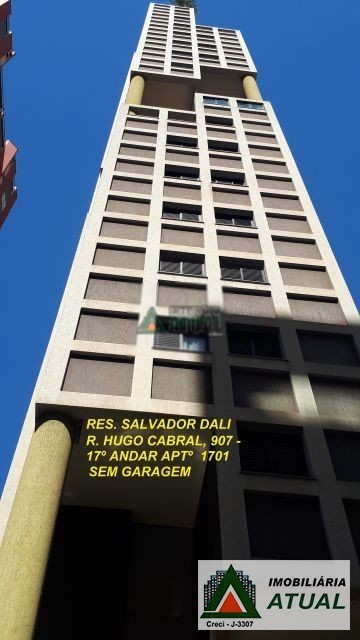 RES. SALVADOR DALI
R. HUGO CABRAL, 907 -
17º ANDAR APTº 1701
SEM GARAGEM
IMOBILIÁRIA
ATUAL
Creci - J-3307